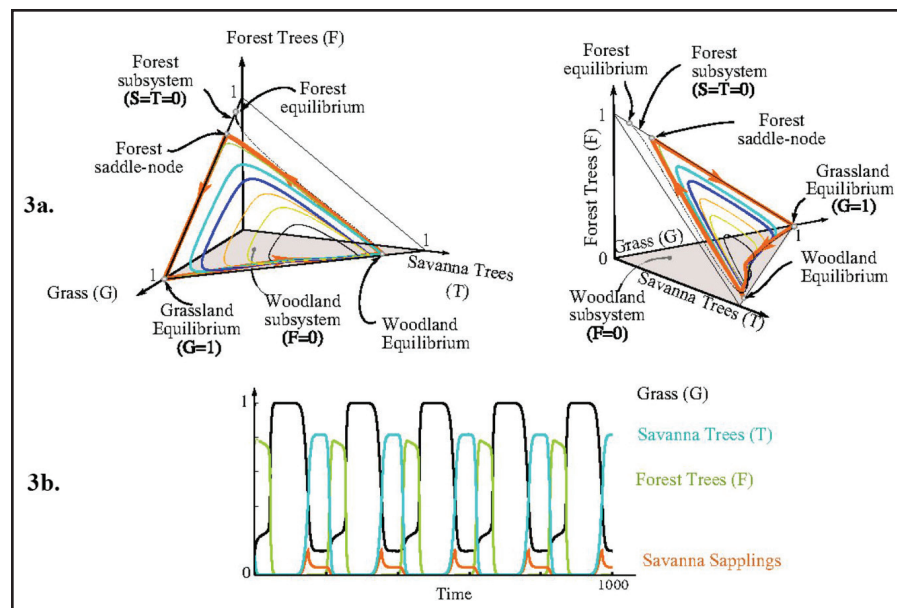 3a.
Forest Trees (F)
Forest
subsystem
(S=T=0)
1
Forest
equilibrium
Forest
saddle-node
1
Grass (G)
Grassland
Equilibrium
(G=1)
Woodland
subsystem
(F=0)
Woodland
Equilibrium
1
Savanna Trees
(T)
Forest
equilibrium
Forest
subsystem
(S=T=0)
Forest
saddle-node
1
Forest Trees (F)
Grassland
Equilibrium
(G=1)
1
Grass (G)
0
Woodland
Equilibrium
Savanna Trees (T)
1
Woodland
subsystem
(F=0)
3b.
1
0
Time
1000
Grass (G)
Savanna Trees (T)
Forest Trees (F)
Savanna Sapplings